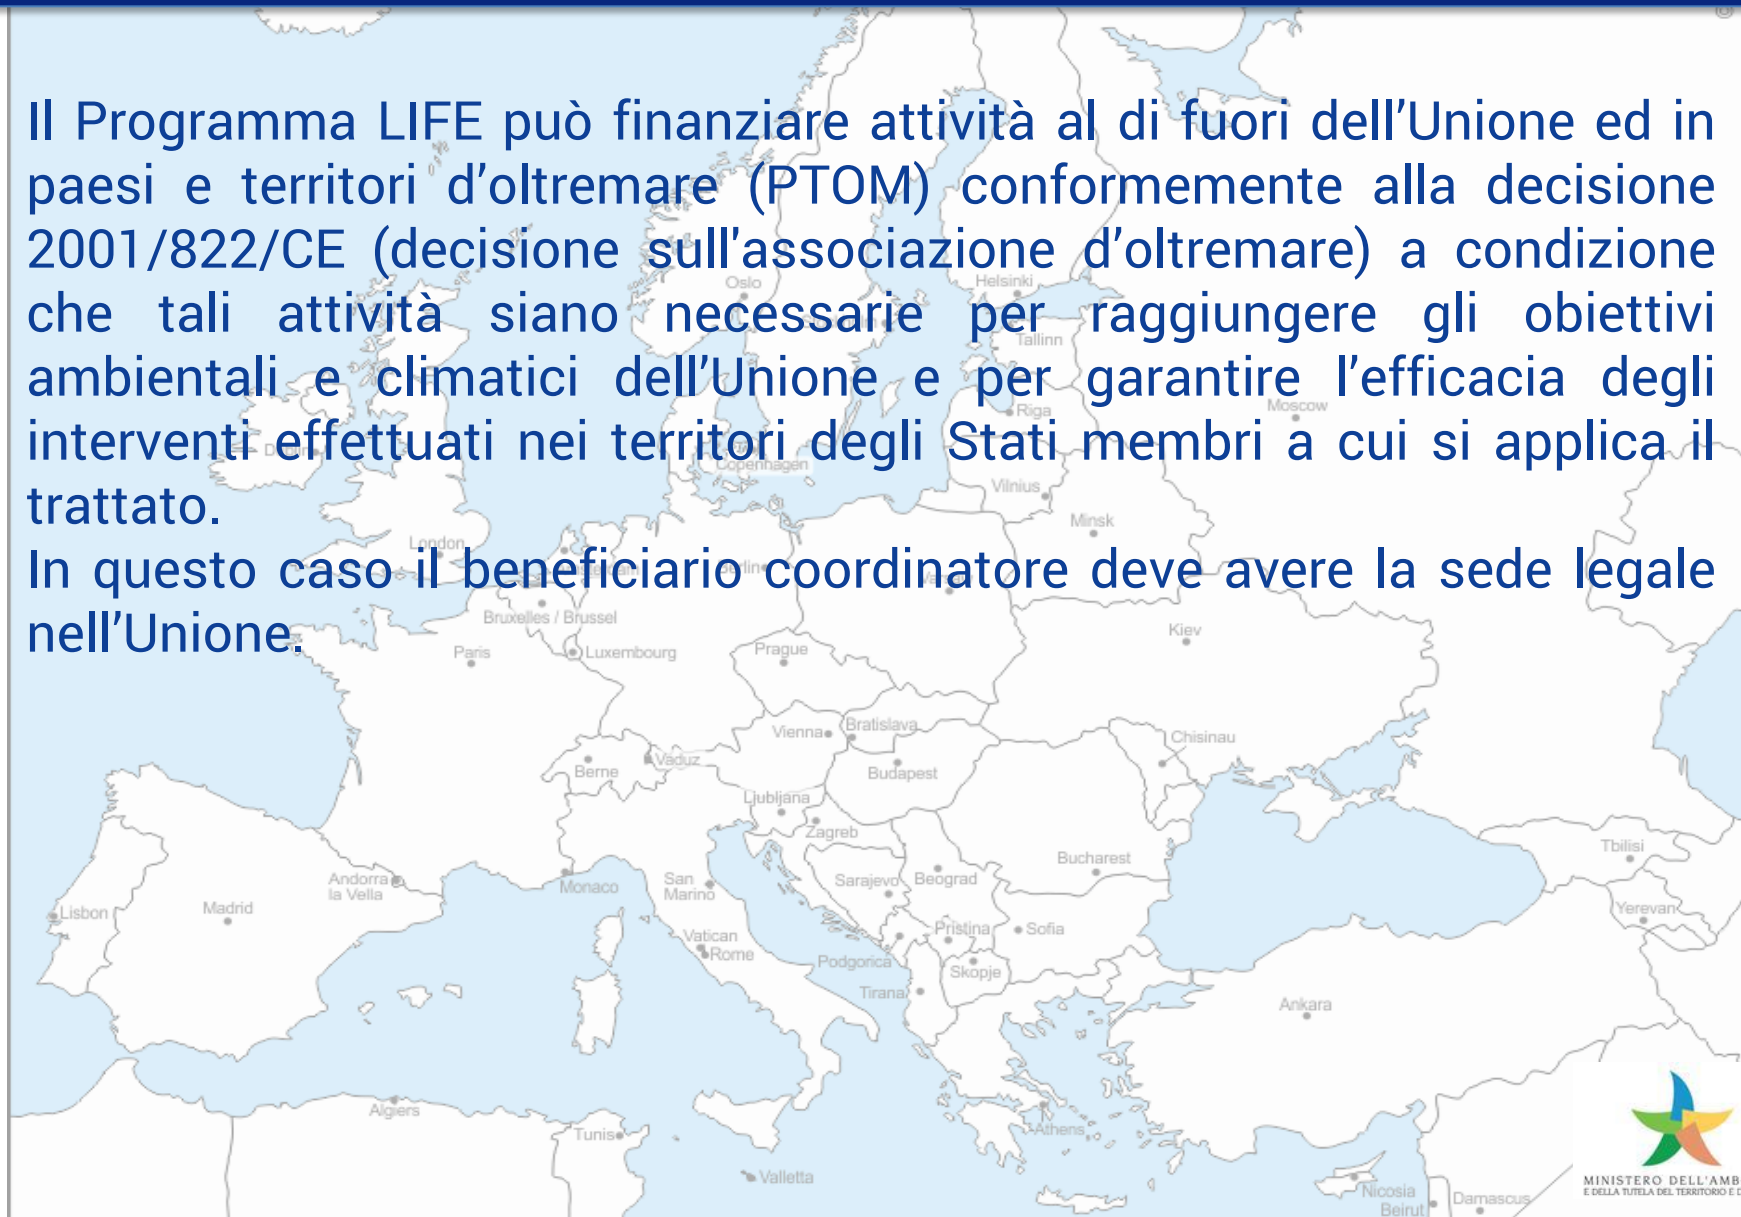 Il Programma LIFE può finanziare attività al di fuori dell’Unione ed in
paesi e territori d’oltremare (PTOM) conformemente alla decisione
2001/822/CE (decisione sull'associazione d’oltremare) a condizione
che tali attività siano necessarie per raggiungere gli obiettivi
ambientali e climatici dell’Unione e per garantire l’efficacia degli
interventi effettuati nei territori degli Stati membri a cui si applica il
trattato.
In questo caso il beneficiario coordinatore deve avere la sede legale
nell’Unione.
Oslo
Helsinki
Tallinn
Riga
Moscow
Copenhagen
Vilnius
Minsk
London
Berlin
Bruxelles / Brussel
Kiev
Paris
Luxembourg
Prague
Vienna
Bratislava
Chisinau
Berne
Vaduz
Budapest
Ljubljana
Zagreb
Bucharest
Tbilisi
Andorra
la Vella
Monaco
San
Marino
Sarajevo
Beograd
Lisbon
Madrid
Yerevan
Vatican
Rome
Pristina
Sofia
Podgorica
Skopje
Tirana
Ankara
Algiers
Tunis
Athens
Valletta
Nicosia
Beirut
Damascus
MINISTERO DELL'AMB
E DELLA TUTELA DEL TERRITORIO E D